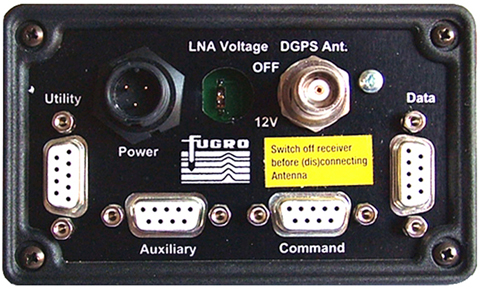 LNA Voltage DGPS Ant.
OFF
Utility
Data
12V
Power
FUGRO
Switch off receiver
before (dis)connecting
Antenna
Auxiliary
Command